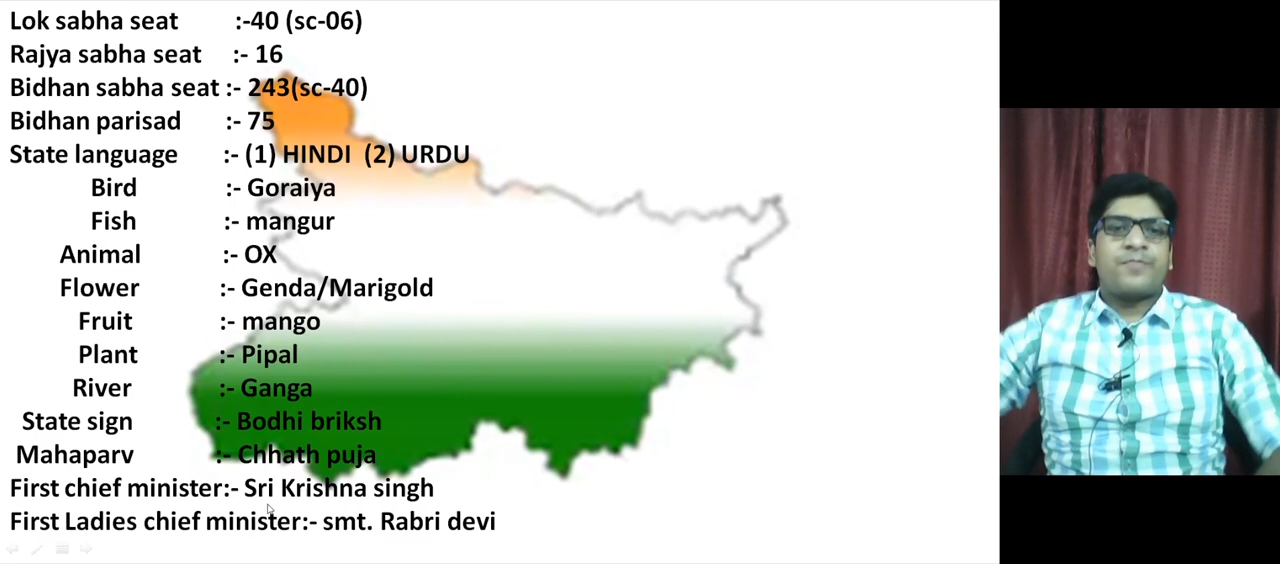 Lok sabha seat :-40 (sc-06)
Rajya sabha seat :- 16
Bidhan sabha seat :- 243(sc-40)
Bidhan parisad :- 75
State language :- (1) HINDI (2) URDU
Bird :- Goraiya
Fish :- mangur
Animal :- OX
Flower :- Genda/Marigold
Fruit :- mango
Plant :- Pipal
River :- Ganga
State sign :- Bodhi briksh
Mahaparv :- Chhath puja
First chief minister:- Sri Krishna singh
First Ladies chief minister:- smt. Rabri devi